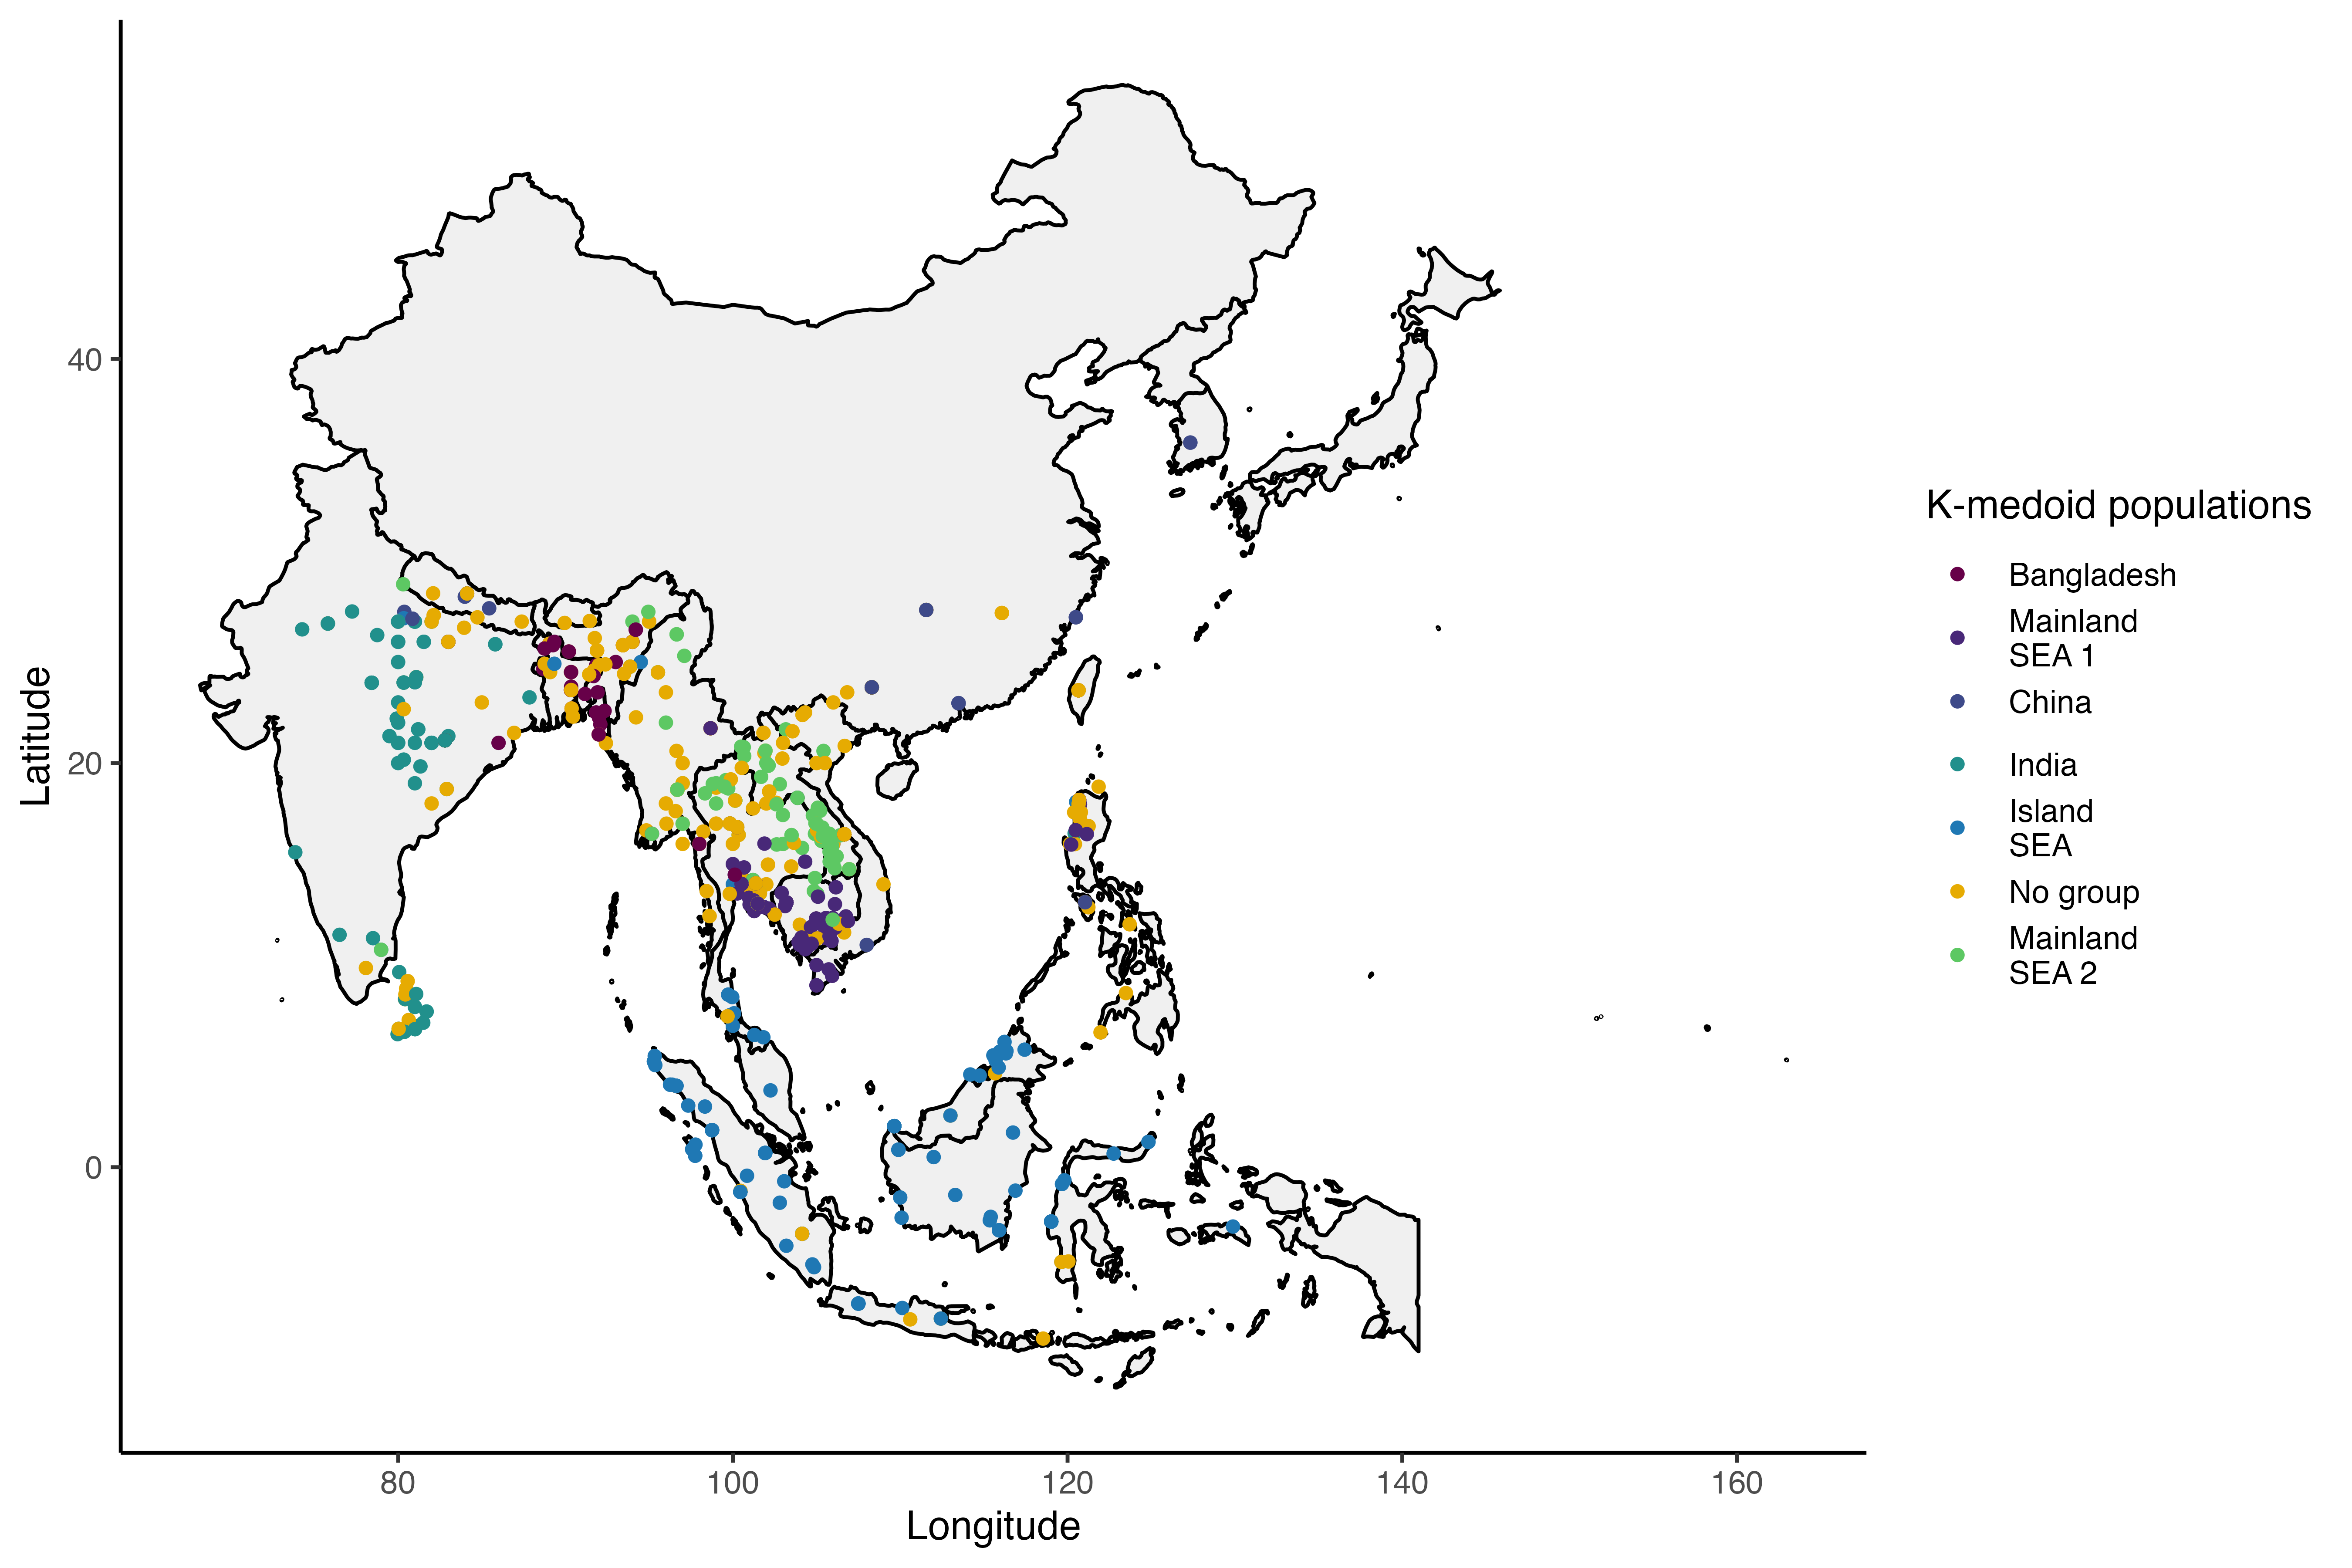 40
20
0
Latitude
80
100
120
140
160
Longitude
K-medoid populations
Bangladesh
Mainland
SEA 1
China
India
Island
SEA
No group
Mainland
SEA 2